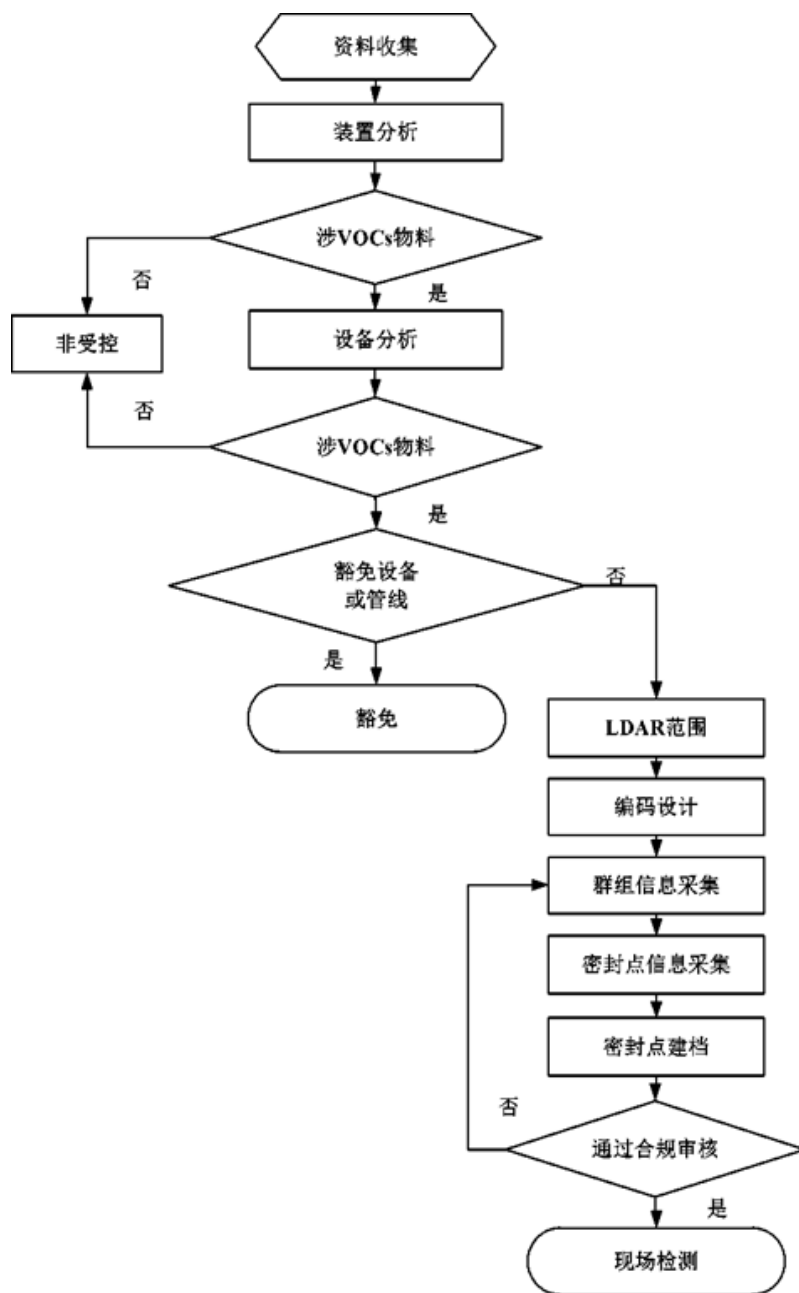 资料收集
装置分析
涉VOCs物料
否
是
非受控
设备分析
否
涉VOCs物料
是
豁免设备
或管线
否
是
豁免
LDAR范围
编码设计
群组信息采集
密封点信息采集
密封点建档
否
通过合规审核
是
现场检测